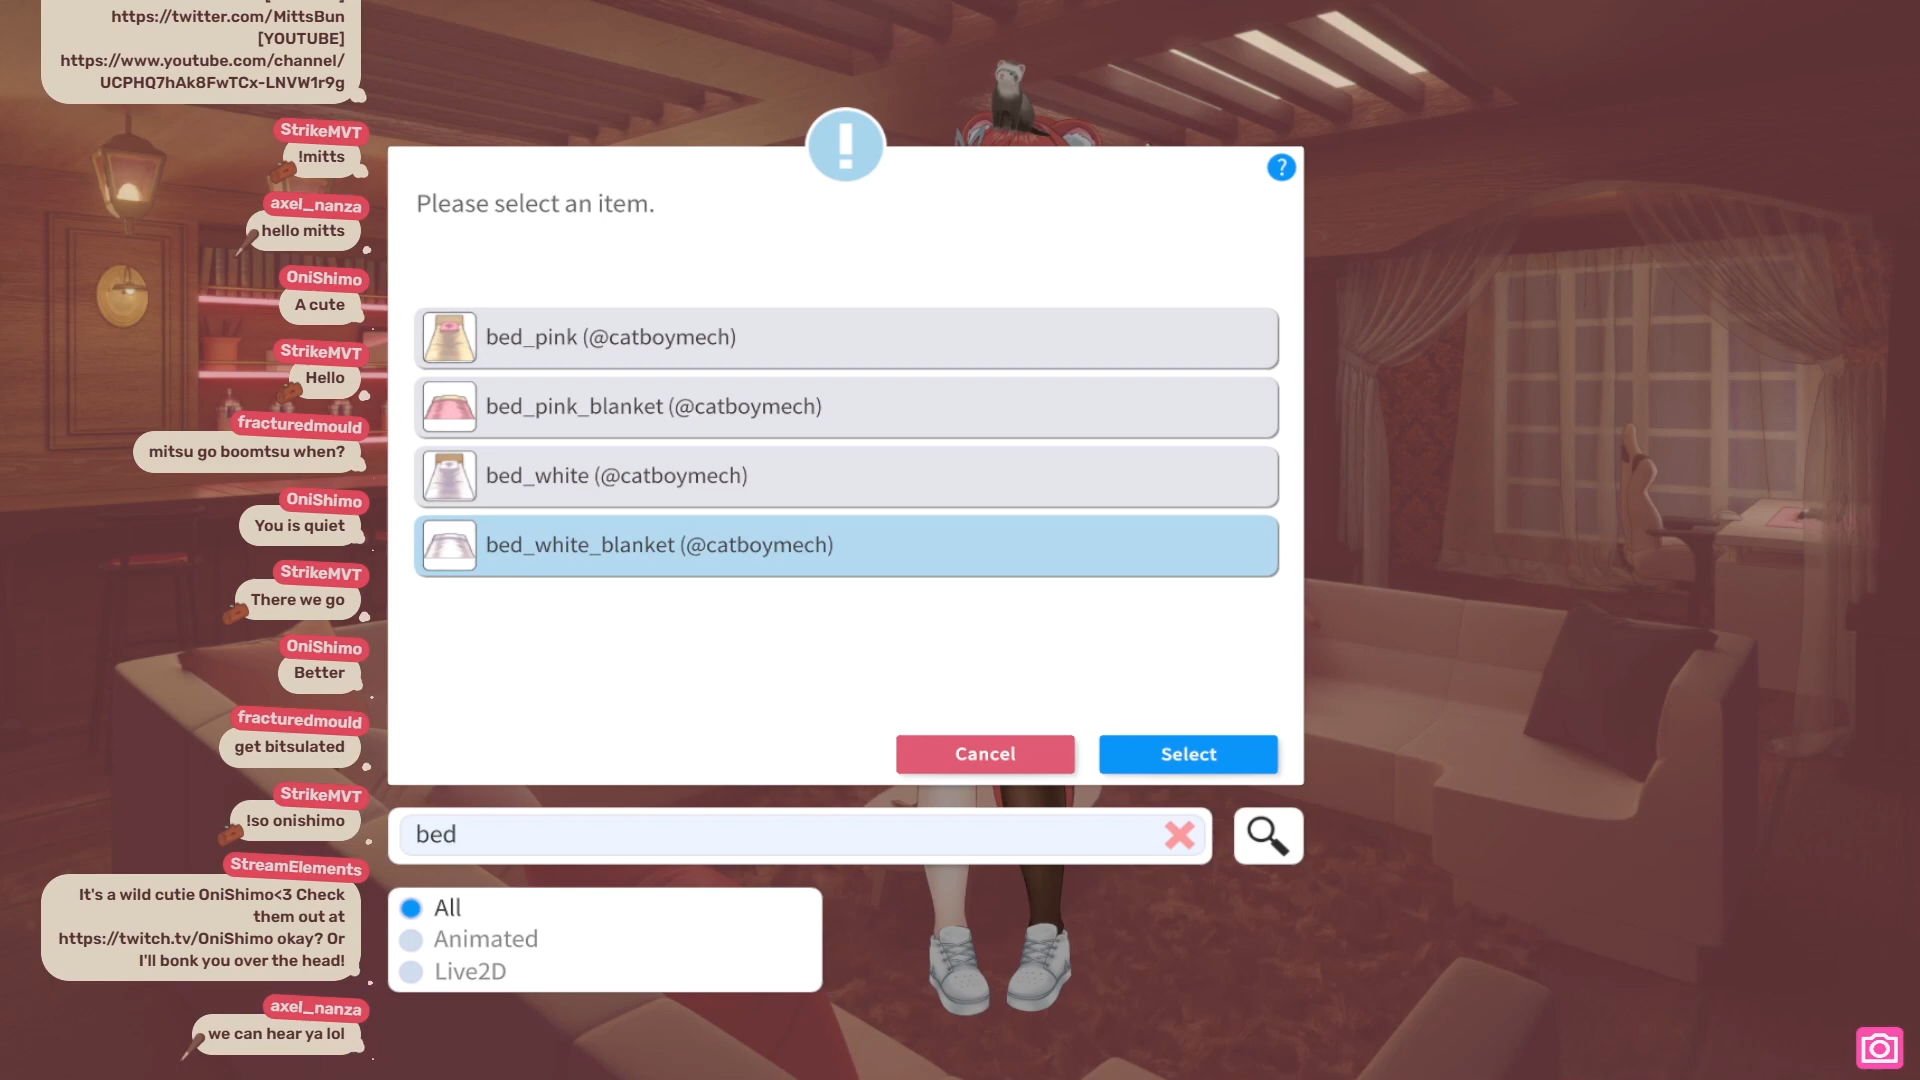 https://twitter.com/MittsBun
[YOUTUBE]
https://www.youtube.com/channel/
UCPHQ7hAk8FwTCx-LNVW1r9g
StrikeMVT
!mitts
axel_nanza
hello mitts
OniShimo
A cute
StrikeMVT
Hello
fracturedmould
mitsu go boomtsu when?
OniShimo
You is quiet
StrikeMVT
There we go
OniShimo
Better
fracturedmould
get bitsulated
StrikeMVT
!so onishimo
StreamElements
It's a wild cutie OniShimo<3 Check
them out at
https://twitch.tv/OniShimo okay? Or
I'll bonk you over the head!
axel_nanza
we can hear ya lol
!
?
Please select an item.
bed_pink (@catboymech)
bed_pink_blanket (@catboymech)
bed_white (@catboymech)
bed_white_blanket (@catboymech)
Cancel
Select
bed
All
Animated
Live2D